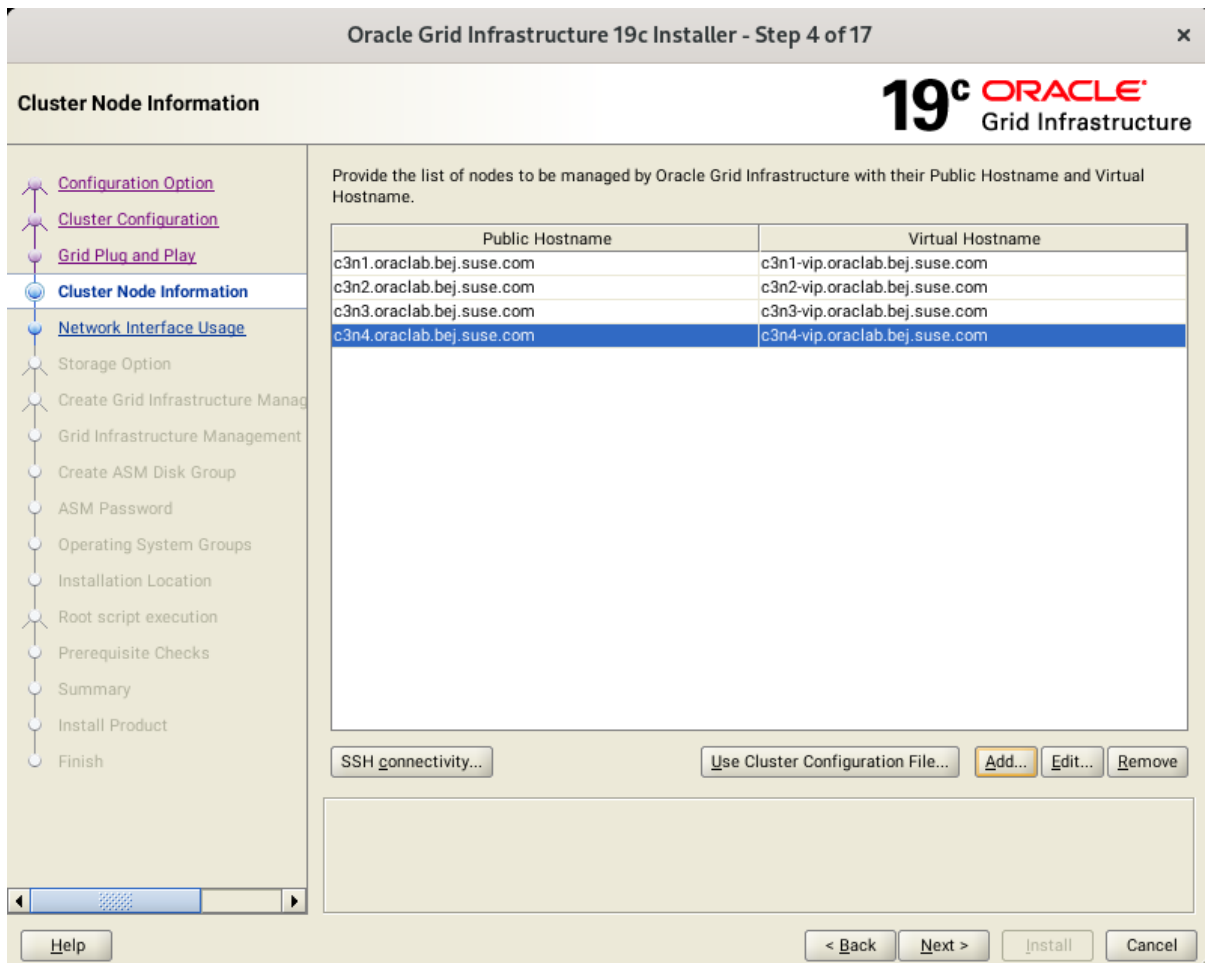 Oracle Grid Infrastructure 19c Installer - Step 4 of 17
×
Cluster Node Information
19c ORACLE
Grid Infrastructure
Configuration Option
Cluster Configuration
Grid Plug and Play
Cluster Node Information
Network Interface Usage
Storage Option
Create Grid Infrastructure Manag
Grid Infrastructure Management
Create ASM Disk Group
ASM Password
Operating System Groups
Installation Location
Root script execution
Prerequisite Checks
Summary
Install Product
Finish
Provide the list of nodes to be managed by Oracle Grid Infrastructure with their Public Hostname and Virtual
Hostname.
Public Hostname Virtual Hostname
c3n1.oraclab.bej.suse.com c3n1-vip.oraclab.bej.suse.com
c3n2.oraclab.bej.suse.com c3n2-vip.oraclab.bej.suse.com
c3n3.oraclab.bej.suse.com c3n3-vip.oraclab.bej.suse.com
c3n4.oraclab.bej.suse.com c3n4-vip.oraclab.bej.suse.com
SSH connectivity... Use Cluster Configuration File... Add... Edit... Remove
Help < Back Next > Install Cancel